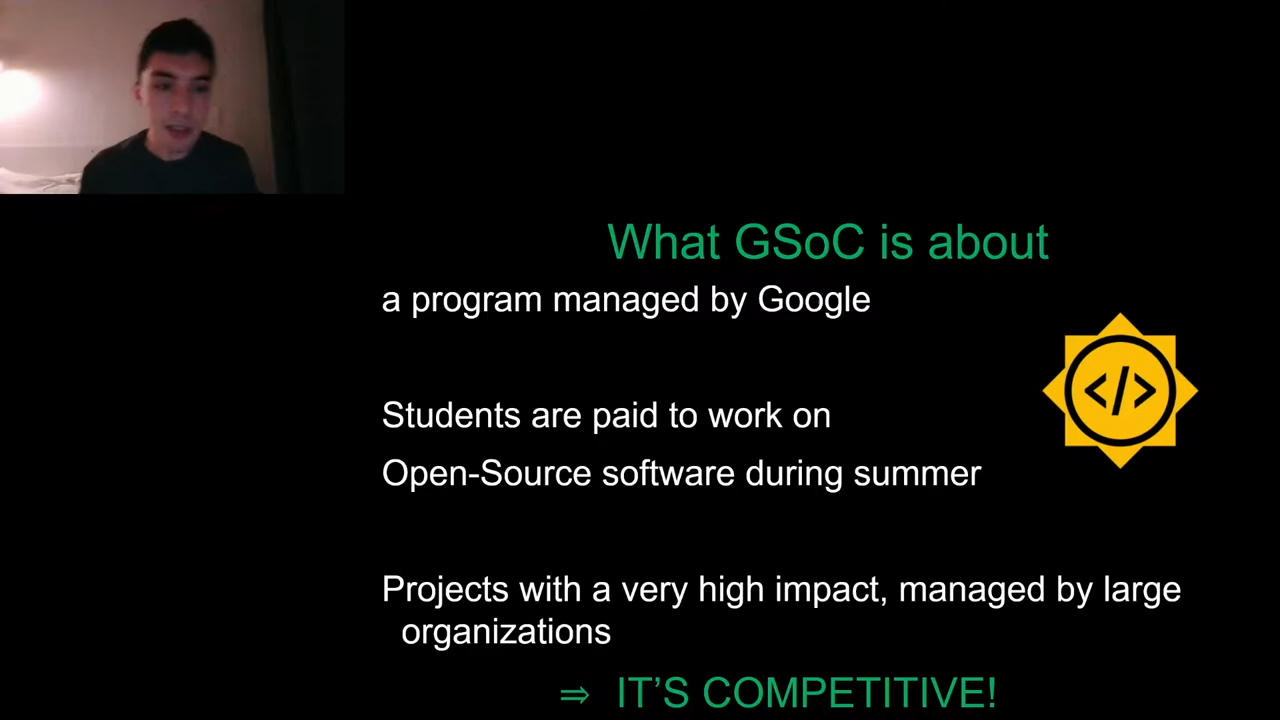 What GSoC is about
a program managed by Google
Students are paid to work on
Open-Source software during summer
Projects with a very high impact, managed by large
organizations
⇒ IT’S COMPETITIVE!
</>